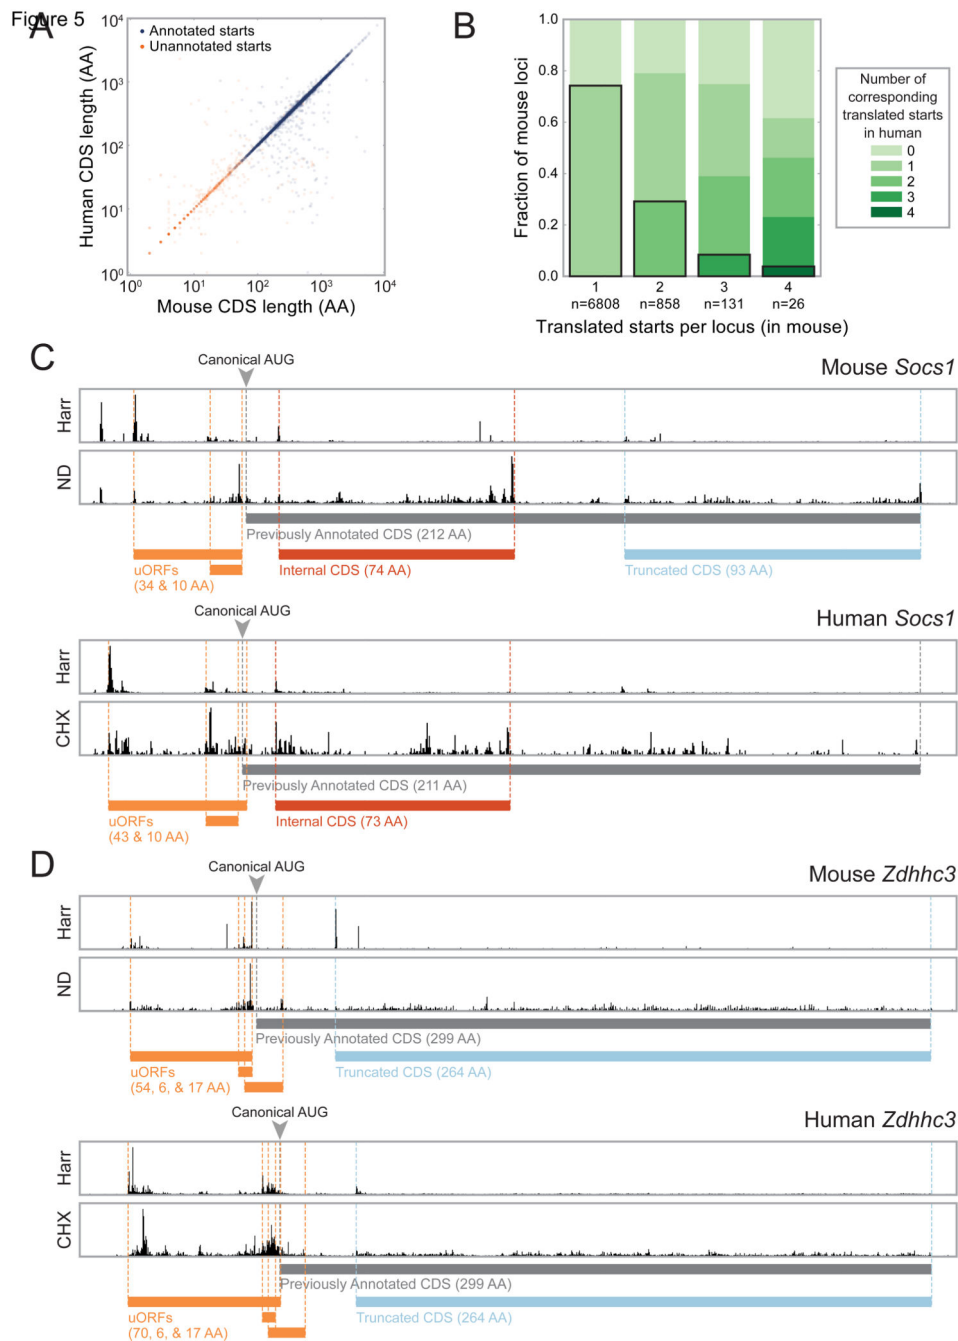 Figure 5
A
10⁴
10³
10²
10¹
10⁰
Human CDS length (AA)
Annotated starts
Unannotated starts
10⁰ 10¹ 10² 10³ 10⁴
Mouse CDS length (AA)
B
1.0
0.8
0.6
0.4
0.2
0.0
Fraction of mouse loci
1 2 3 4
n=6808 n=858 n=131 n=26
Translated starts per locus (in mouse)
Number of
corresponding
translated starts
in human
0
1
2
3
4
C
Canonical AUG
Mouse Socs1
Harr
ND
Previously Annotated CDS (212 AA)
uORFs
(34 & 10 AA)
Internal CDS (74 AA)
Truncated CDS (93 AA)
Canonical AUG
Human Socs1
Harr
CHX
Previously Annotated CDS (211 AA)
uORFs
(43 & 10 AA)
Internal CDS (73 AA)
D
Canonical AUG
Mouse Zdhhc3
Harr
ND
Previously Annotated CDS (299 AA)
uORFs
(54, 6, & 17 AA)
Truncated CDS (264 AA)
Canonical AUG
Human Zdhhc3
Harr
CHX
Previously Annotated CDS (299 AA)
uORFs
(70, 6, & 17 AA)
Truncated CDS (264 AA)